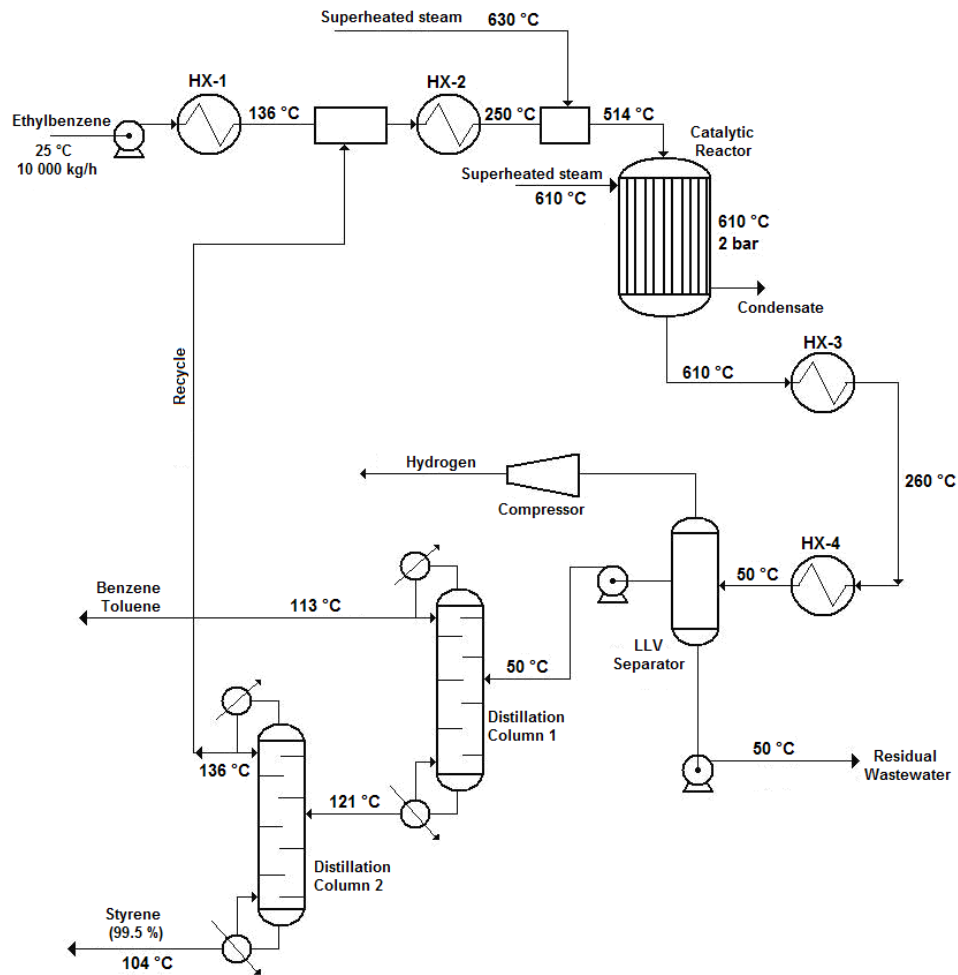 Superheated steam
630 °C
HX-1
HX-2
136 °C
250 °C
514 °C
Ethylbenzene
25 °C
10 000 kg/h
Catalytic
Reactor
Superheated steam
610 °C
610 °C
2 bar
Condensate
HX-3
610 °C
Recycle
Hydrogen
Compressor
260 °C
HX-4
50 °C
Benzene
Toluene
113 °C
LLV
Separator
50 °C
Distillation
Column 1
50 °C
Residual
Wastewater
136 °C
121 °C
Distillation
Column 2
Styrene
(99.5 %)
104 °C